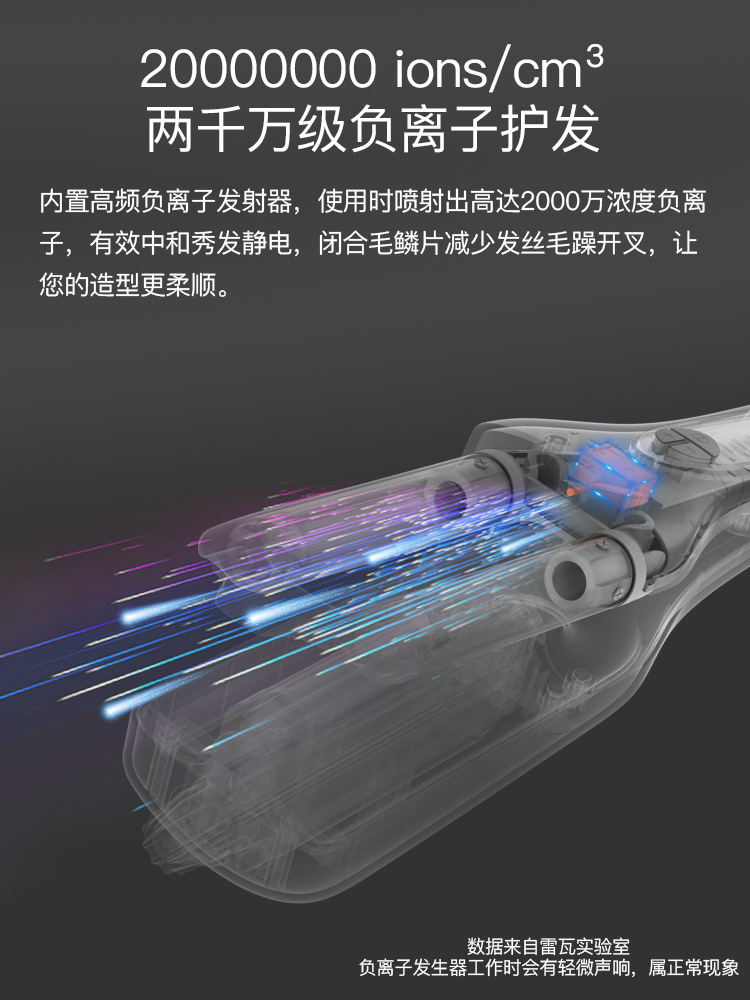 20000000 ions/cm³
两千万级负离子护发
内置高频负离子发射器，使用时喷射出高达2000万浓度负离
子，有效中和秀发静电，闭合毛鳞片减少发丝毛躁开叉，让
您的造型更柔顺。
数据来自雷瓦实验室
负离子发生器工作时会有轻微声响，属正常现象